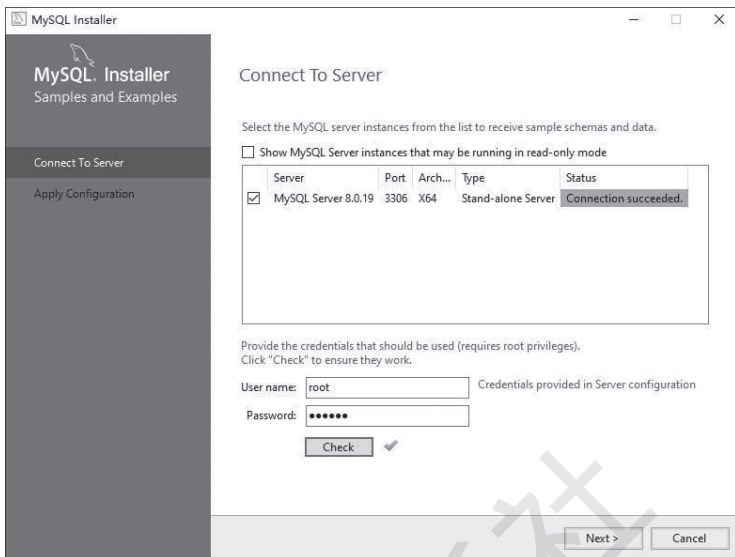 MySQL Installer
MySQL. Installer
Samples and Examples
Connect To Server
Apply Configuration
Connect To Server
Select the MySQL server instances from the list to receive sample schemas and data.
Show MySQL Server instances that may be running in read-only mode
Server Port Arch... Type Status
MySQL Server 8.0.19 3306 X64 Stand-alone Server Connection succeeded.
Provide the credentials that should be used (requires root privileges).
Click "Check" to ensure they work.
User name: root Credentials provided in Server configuration
Password: ••••••
Check
Next > Cancel
社